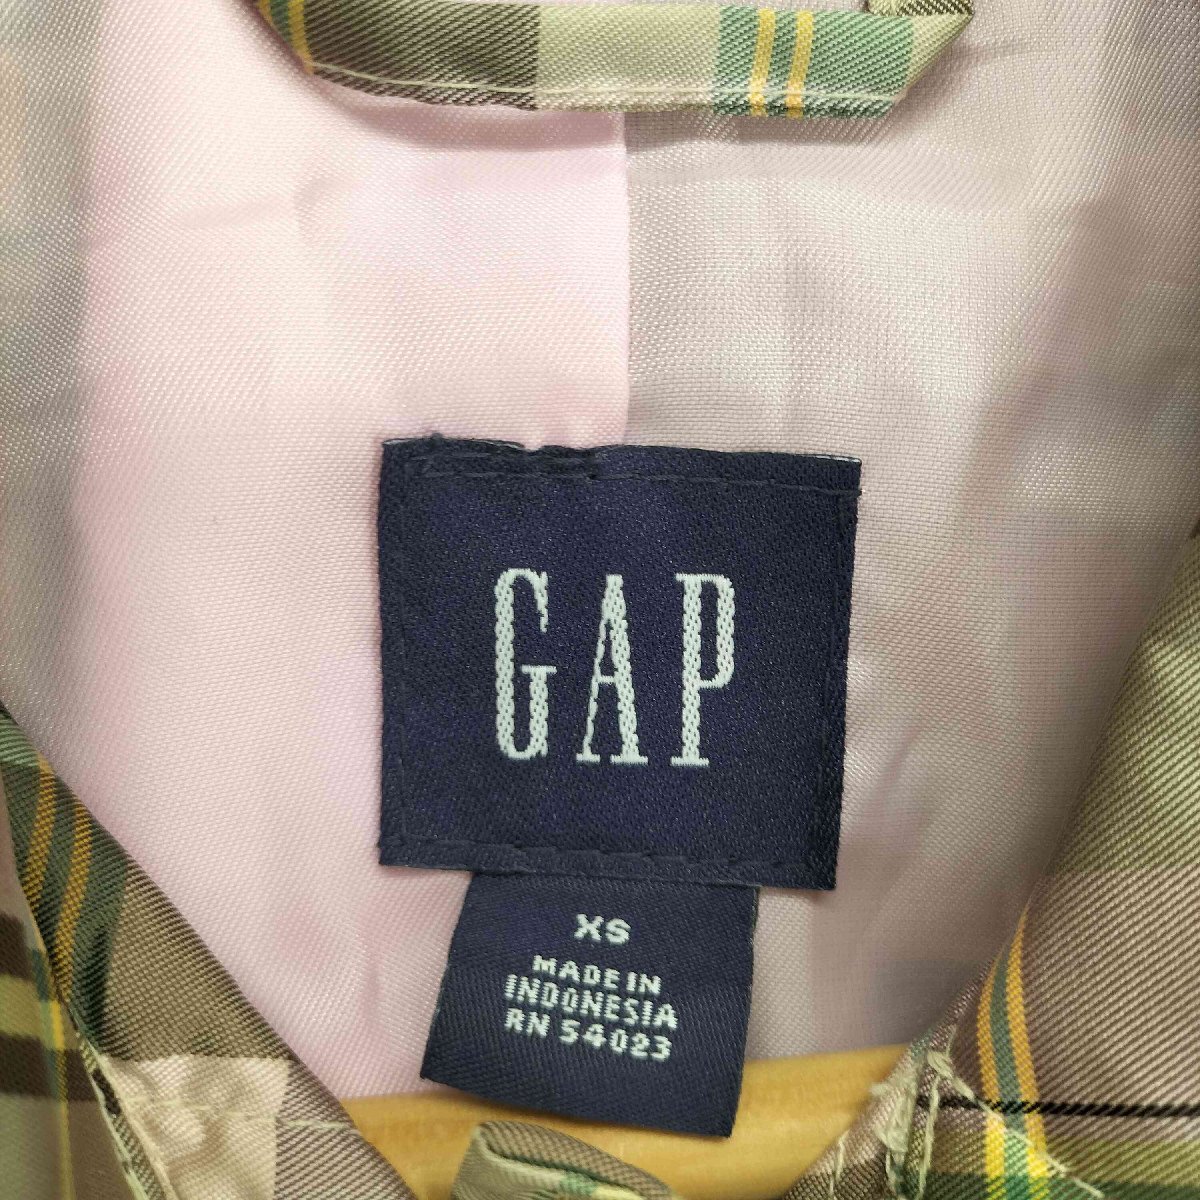 GAP
XS
MADE IN
INDONESIA
RN 54023